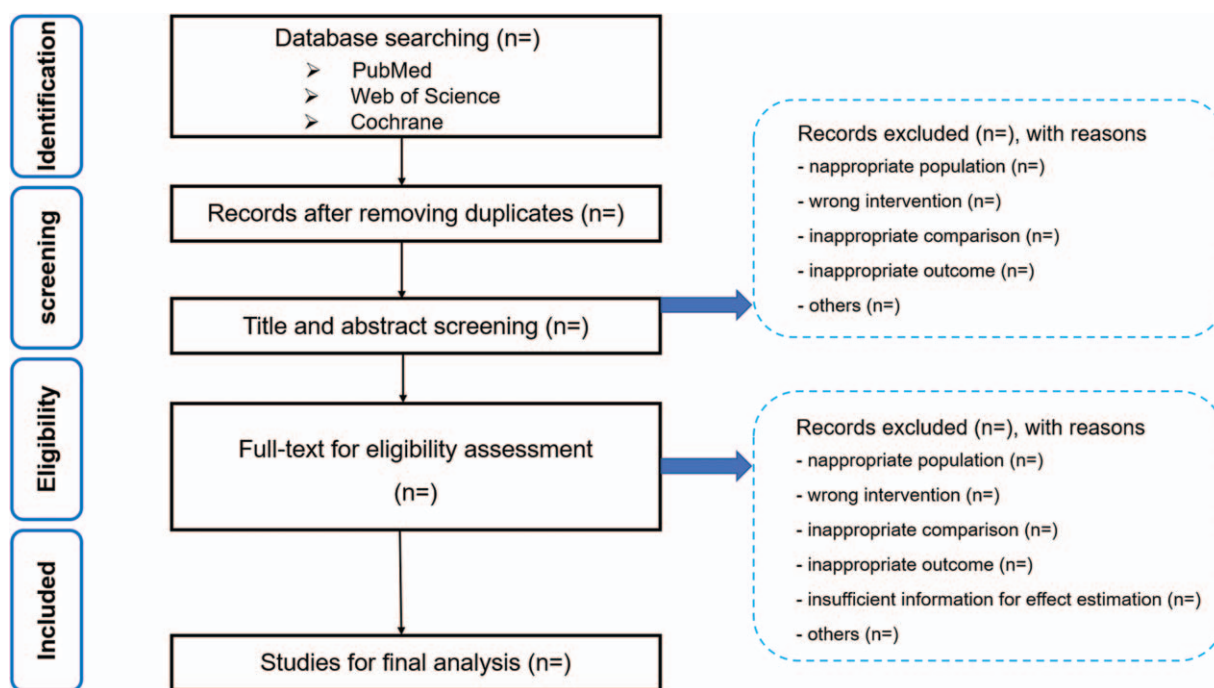 Identification
Database searching (n=)
➢ PubMed
➢ Web of Science
➢ Cochrane
screening
Records after removing duplicates (n=)
Title and abstract screening (n=)
Records excluded (n=), with reasons
- nappropriate population (n=)
- wrong intervention (n=)
- inappropriate comparison (n=)
- inappropriate outcome (n=)
- others (n=)
Eligibility
Full-text for eligibility assessment
(n=)
Records excluded (n=), with reasons
- nappropriate population (n=)
- wrong intervention (n=)
- inappropriate comparison (n=)
- inappropriate outcome (n=)
- insufficient information for effect estimation (n=)
- others (n=)
Included
Studies for final analysis (n=)